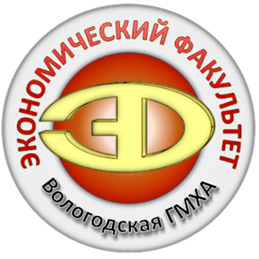 ЭКОНОМИЧЕСКИЙ ФАКУЛЬТЕТ
ЭФ
Вологодская ГМХА